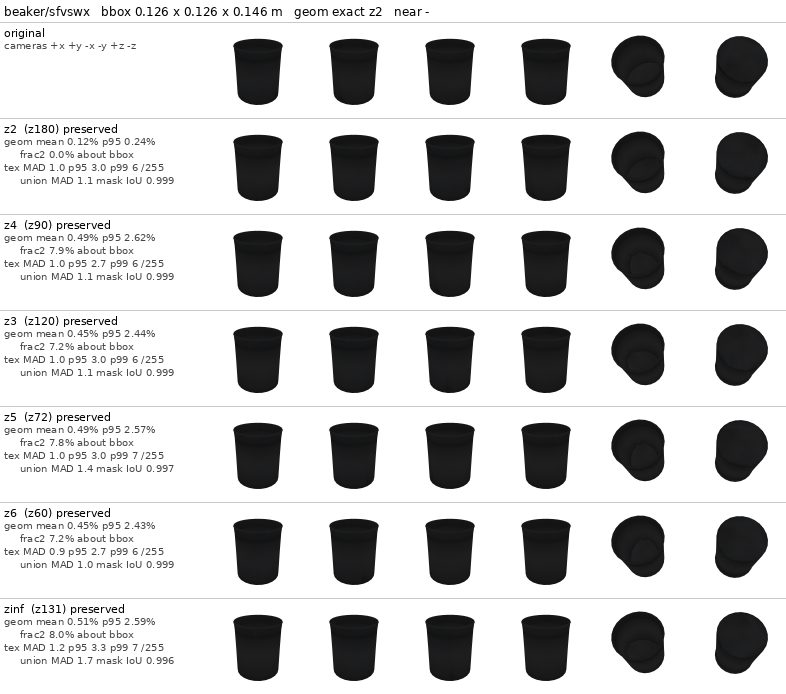 beaker/sfvswx bbox 0.126 x 0.126 x 0.146 m geom exact z2 near -
original
cameras +x +y -x -y +z -z
z2 (z180) preserved
geom mean 0.12% p95 0.24%
frac2 0.0% about bbox
tex MAD 1.0 p95 3.0 p99 6 /255
union MAD 1.1 mask IoU 0.999
z4 (z90) preserved
geom mean 0.49% p95 2.62%
frac2 7.9% about bbox
tex MAD 1.0 p95 2.7 p99 6 /255
union MAD 1.1 mask IoU 0.999
z3 (z120) preserved
geom mean 0.45% p95 2.44%
frac2 7.2% about bbox
tex MAD 1.0 p95 3.0 p99 6 /255
union MAD 1.1 mask IoU 0.999
z5 (z72) preserved
geom mean 0.49% p95 2.57%
frac2 7.8% about bbox
tex MAD 1.0 p95 3.0 p99 7 /255
union MAD 1.4 mask IoU 0.997
z6 (z60) preserved
geom mean 0.45% p95 2.43%
frac2 7.2% about bbox
tex MAD 0.9 p95 2.7 p99 6 /255
union MAD 1.0 mask IoU 0.999
zinf (z131) preserved
geom mean 0.51% p95 2.59%
frac2 8.0% about bbox
tex MAD 1.2 p95 3.3 p99 7 /255
union MAD 1.7 mask IoU 0.996